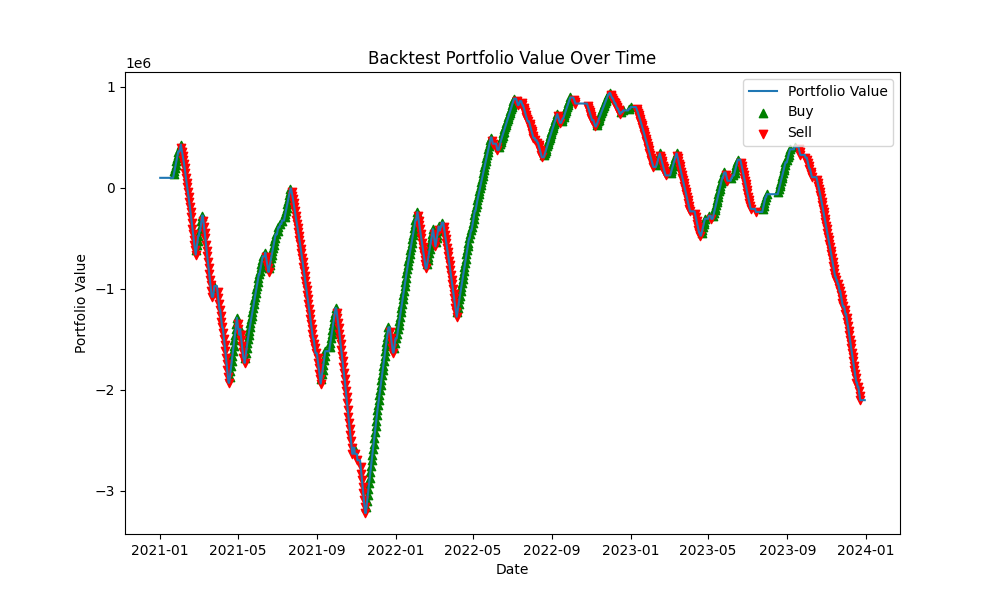 Backtest Portfolio Value Over Time
1e6
Portfolio Value
Buy
Sell
1
0
−1
−2
−3
Portfolio Value
2021-01 2021-05 2021-09 2022-01 2022-05 2022-09 2023-01 2023-05 2023-09 2024-01
Date